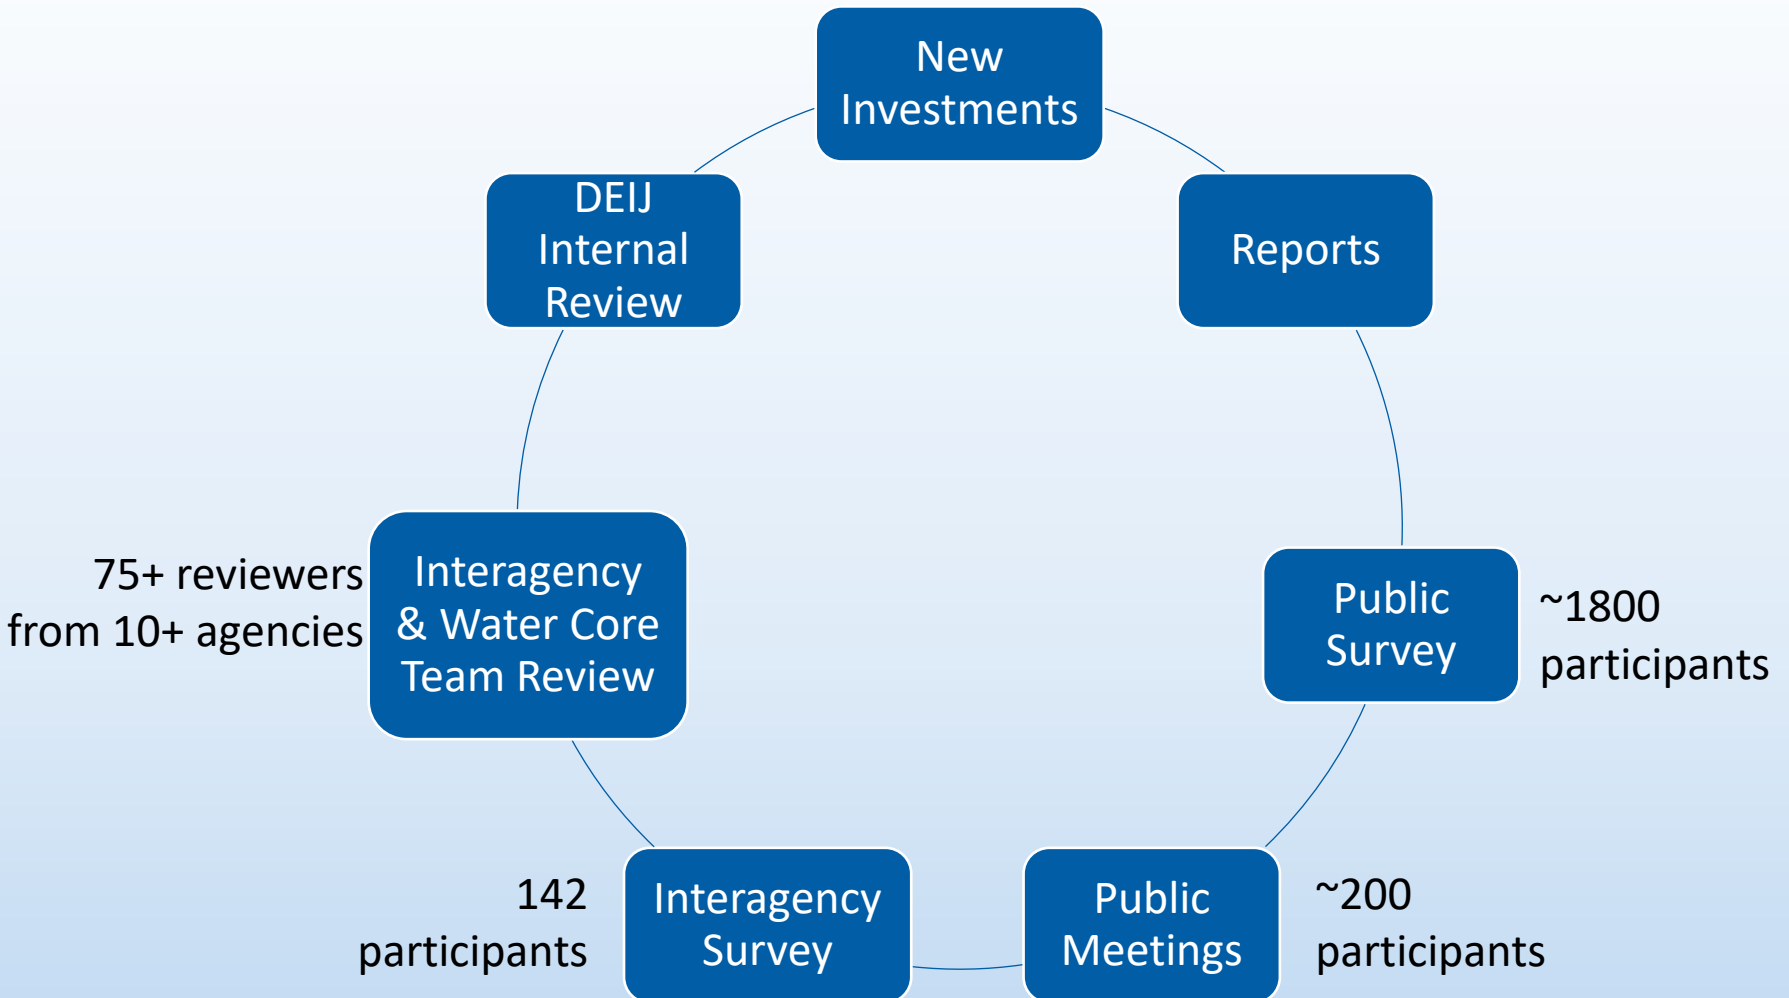 New
Investments
DEIJ
Internal
Review
Reports
75+ reviewers
from 10+ agencies
Interagency
& Water Core
Team Review
Public
Survey
~1800
participants
142
participants
Interagency
Survey
Public
Meetings
~200
participants